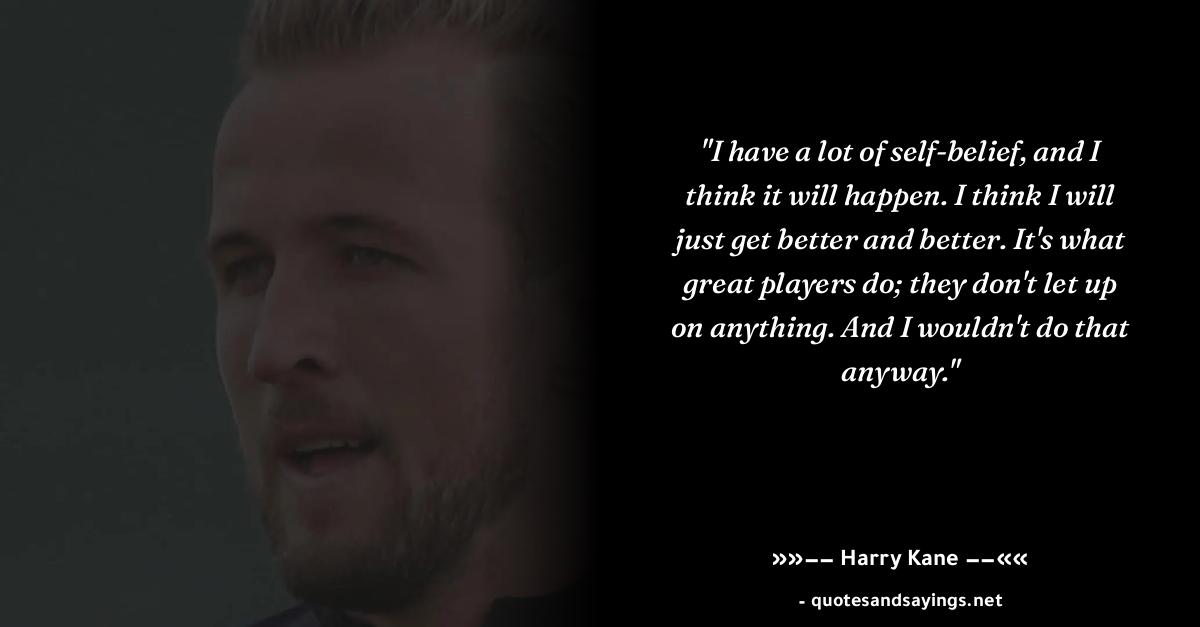 "I have a lot of self-belief, and I
think it will happen. I think I will
just get better and better. It's what
great players do; they don't let up
on anything. And I wouldn't do that
anyway."
»»−− Harry Kane −−««
- quotesandsayings.net